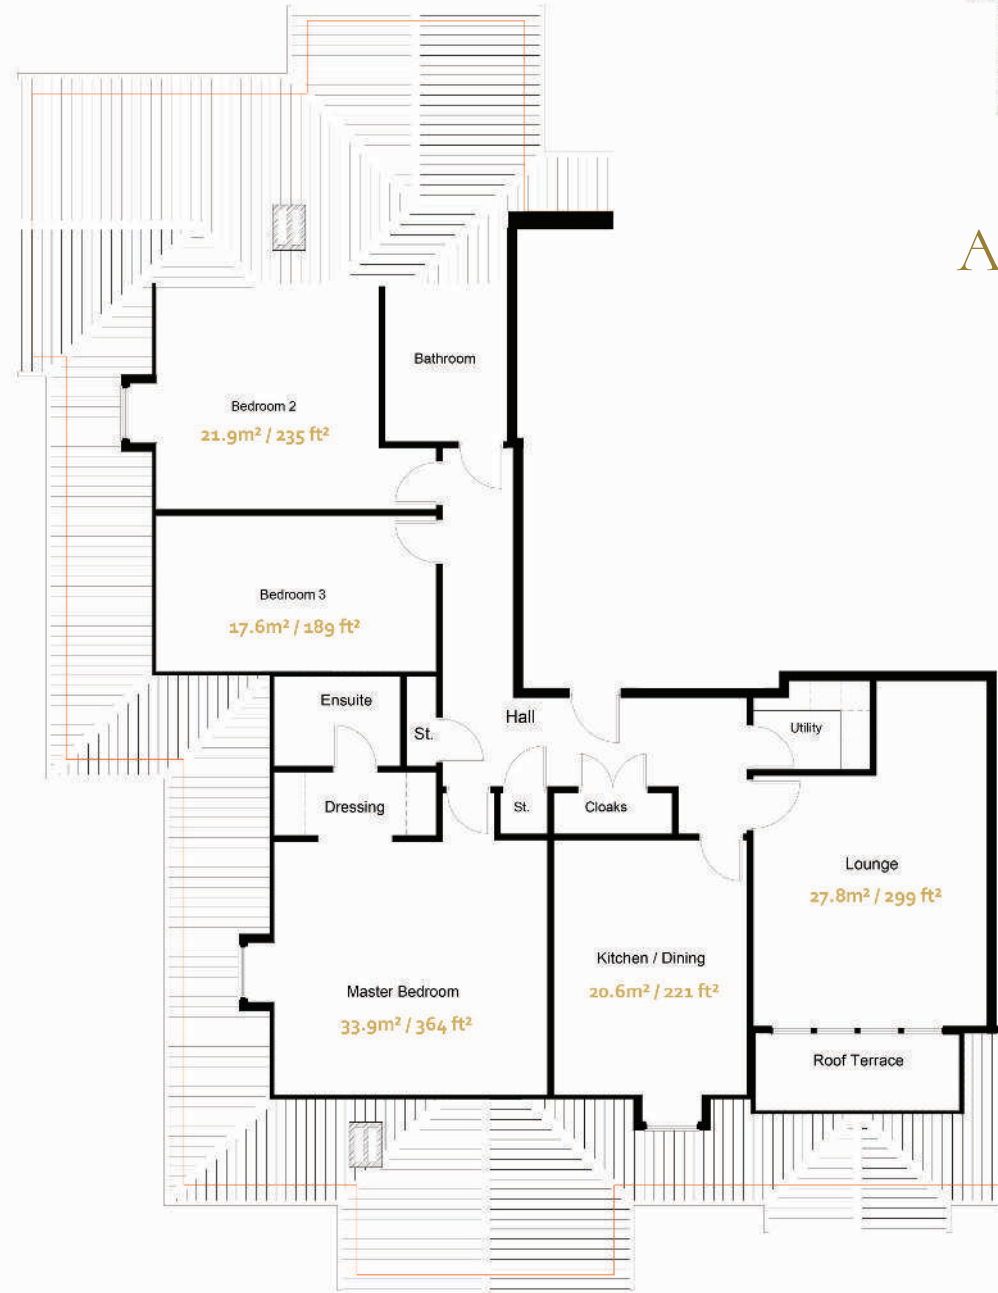 A
Bathroom
Bedroom 2
21.9m² / 235 ft²
Bedroom 3
17.6m² / 189 ft²
Ensuite
St.
Hall
Utility
Dressing
St.
Cloaks
Lounge
27.8m² / 299 ft²
Kitchen / Dining
20.6m² / 221 ft²
Master Bedroom
33.9m² / 364 ft²
Roof Terrace